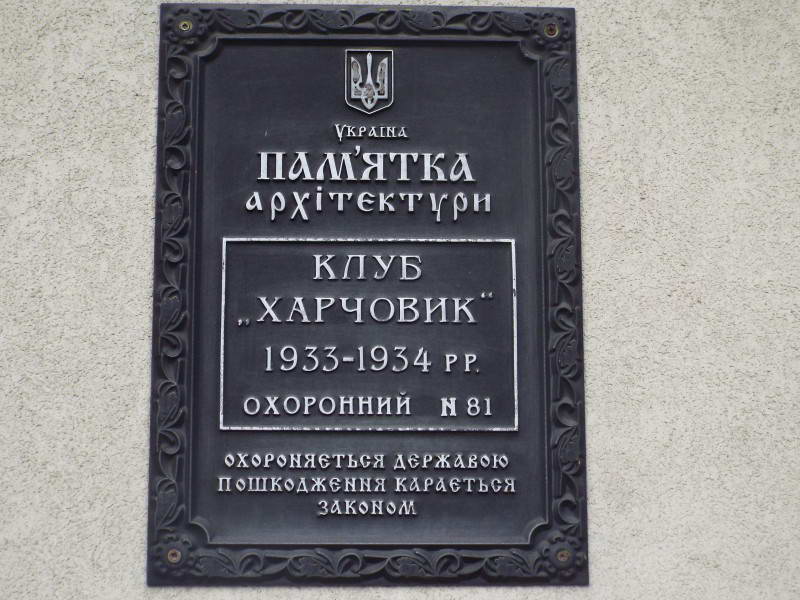 Україна
ПАМ'ЯТКА
архітектури
КЛУБ
„ХАРЧОВИК“
1933-1934 РР.
ОХОРОННИЙ N 81
ОХОРОНЯЄТЬСЯ ДЕРЖАВОЮ
ПОШКОДЖЕННЯ КАРАЄТЬСЯ
ЗАКОНОМ